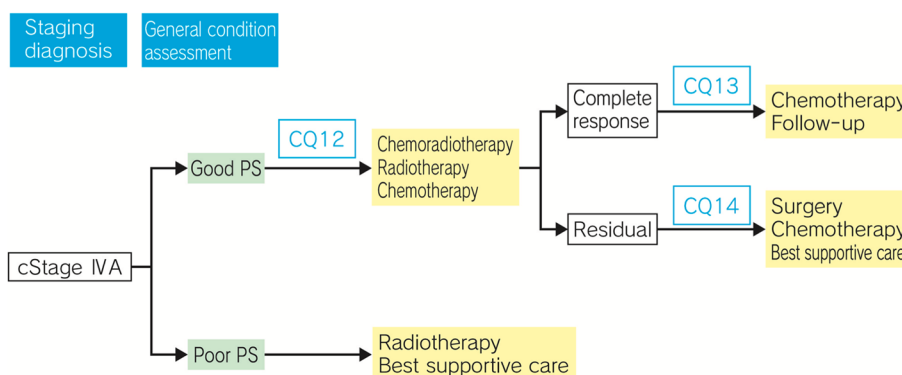 Staging
diagnosis
General condition
assessment
cStage IVA
Good PS
CQ12
Chemoradiotherapy
Radiotherapy
Chemotherapy
Complete
response
CQ13
Chemotherapy
Follow-up
Residual
CQ14
Surgery
Chemotherapy
Best supportive care
Poor PS
Radiotherapy
Best supportive care